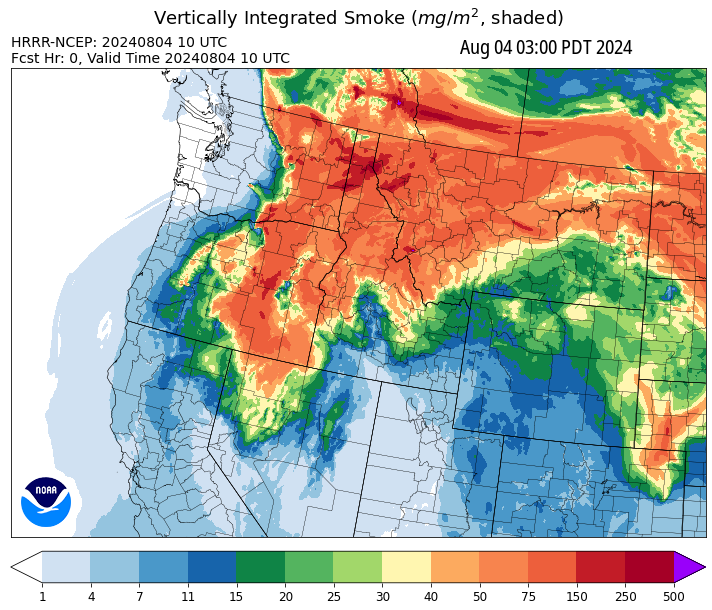 Vertically Integrated Smoke (mg/m², shaded)
HRRR-NCEP: 20240804 10 UTC
Fcst Hr: 0, Valid Time 20240804 10 UTC
Aug 04 03:00 PDT 2024
NOAA
1 4 7 11 15 20 25 30 40 50 75 150 250 500